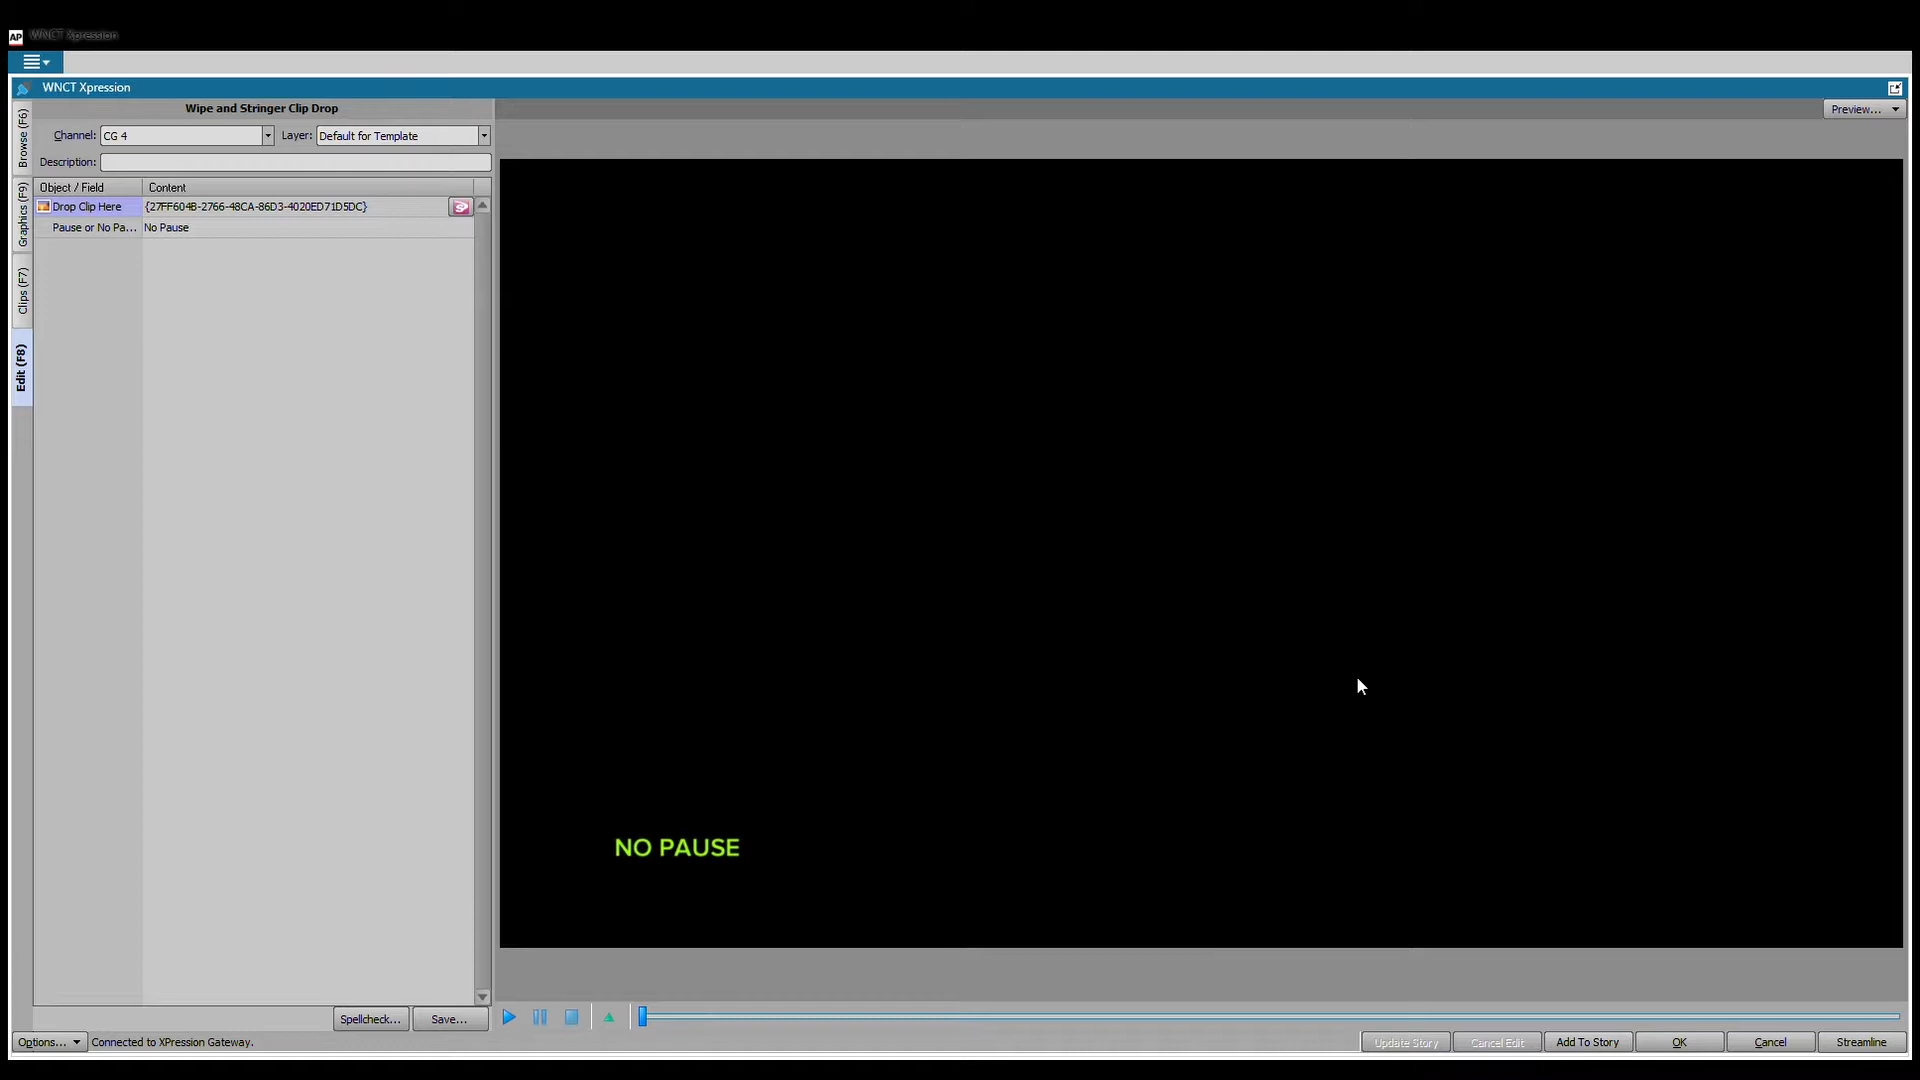 AP WNCT Xpression
WNCT Xpression
Wipe and Stringer Clip Drop
Preview...
Channel: CG 4 Layer: Default for Template
Description:
Object / Field Content
Drop Clip Here {27FF604B-2766-48CA-86D3-4020ED71D5DC}
Pause or No Pa... No Pause
Browse (F6)
Graphics (F9)
Clips (F7)
Edit (F8)
NO PAUSE
Spellcheck... Save...
Options... Connected to XPression Gateway.
Update Story Cancel Edit Add To Story OK Cancel Streamline